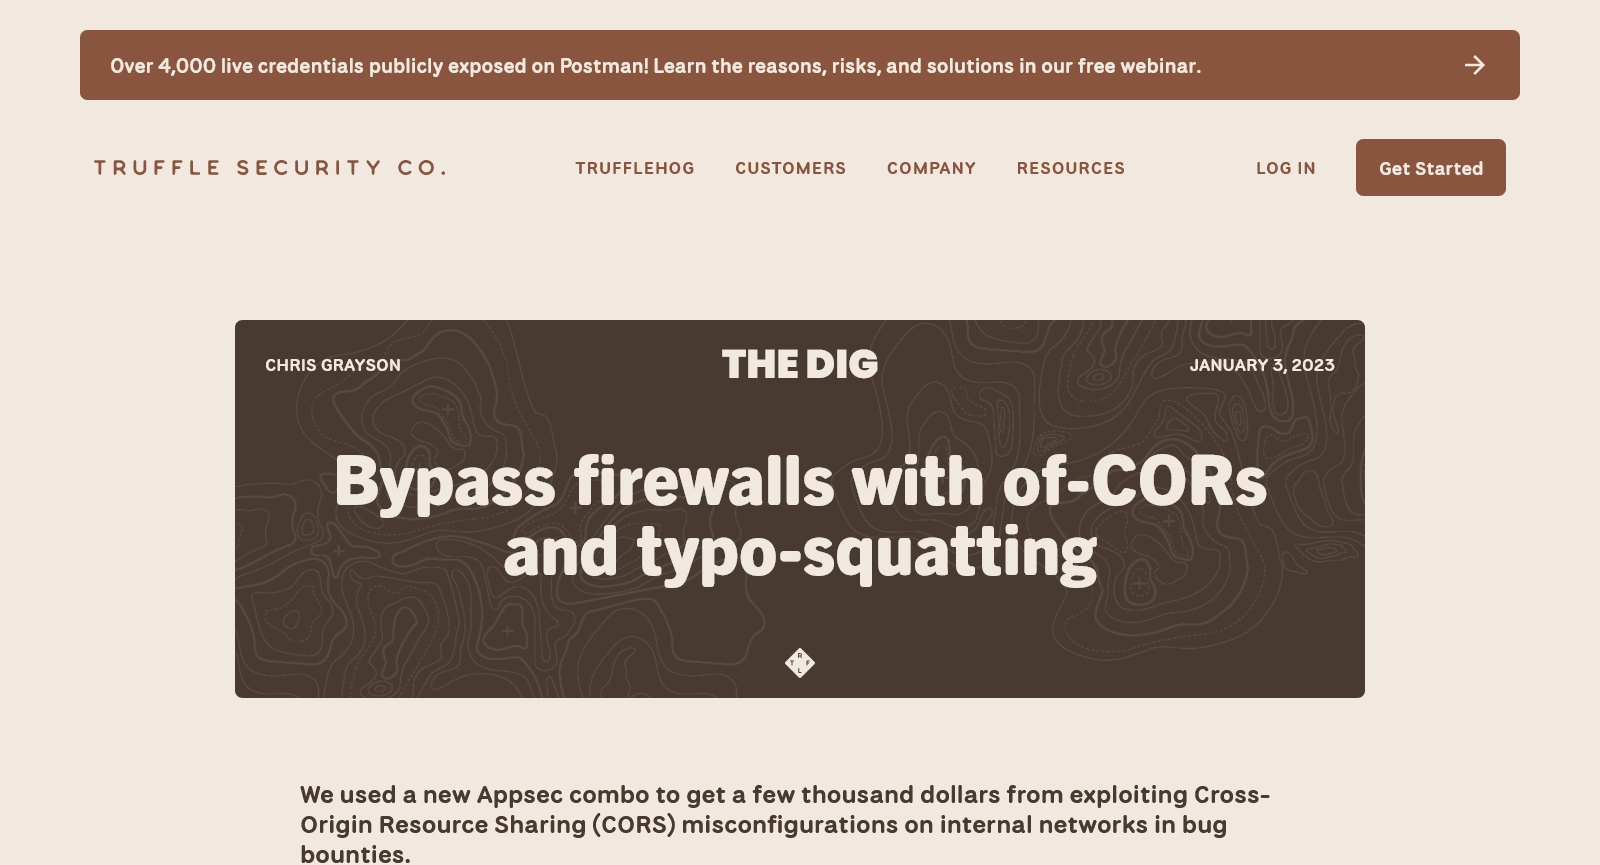 Over 4,000 live credentials publicly exposed on Postman! Learn the reasons, risks, and solutions in our free webinar.
TRUFFLE SECURITY CO.
TRUFFLEHOG
CUSTOMERS
COMPANY
RESOURCES
LOG IN
Get Started
CHRIS GRAYSON
THE DIG
JANUARY 3, 2023
Bypass firewalls with of-CORs
and typo-squatting
R
T F
L
We used a new Appsec combo to get a few thousand dollars from exploiting Cross-
Origin Resource Sharing (CORS) misconfigurations on internal networks in bug
bounties.